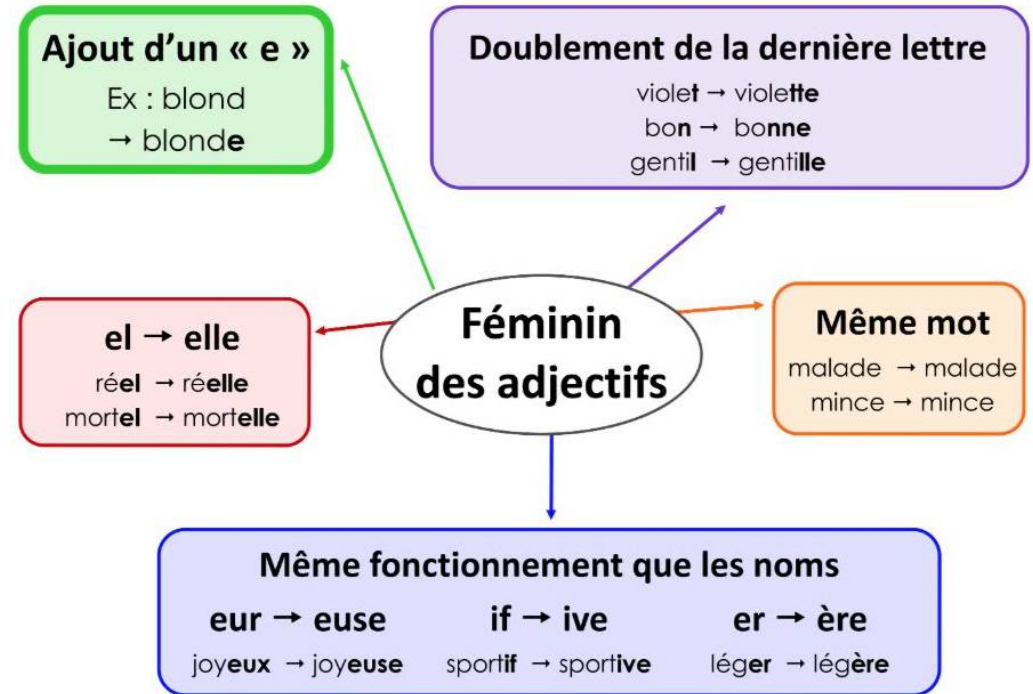 Ajout d’un « e »
Ex : blond
→ blonde
Doublement de la dernière lettre
violet → violette
bon → bonne
gentil → gentille
el → elle
réel → réelle
mortel → mortelle
Féminin
des adjectifs
Même mot
malade → malade
mince → mince
Même fonctionnement que les noms
eur → euse if → ive er → ère
joyeux → joyeuse sportif → sportive léger → légère